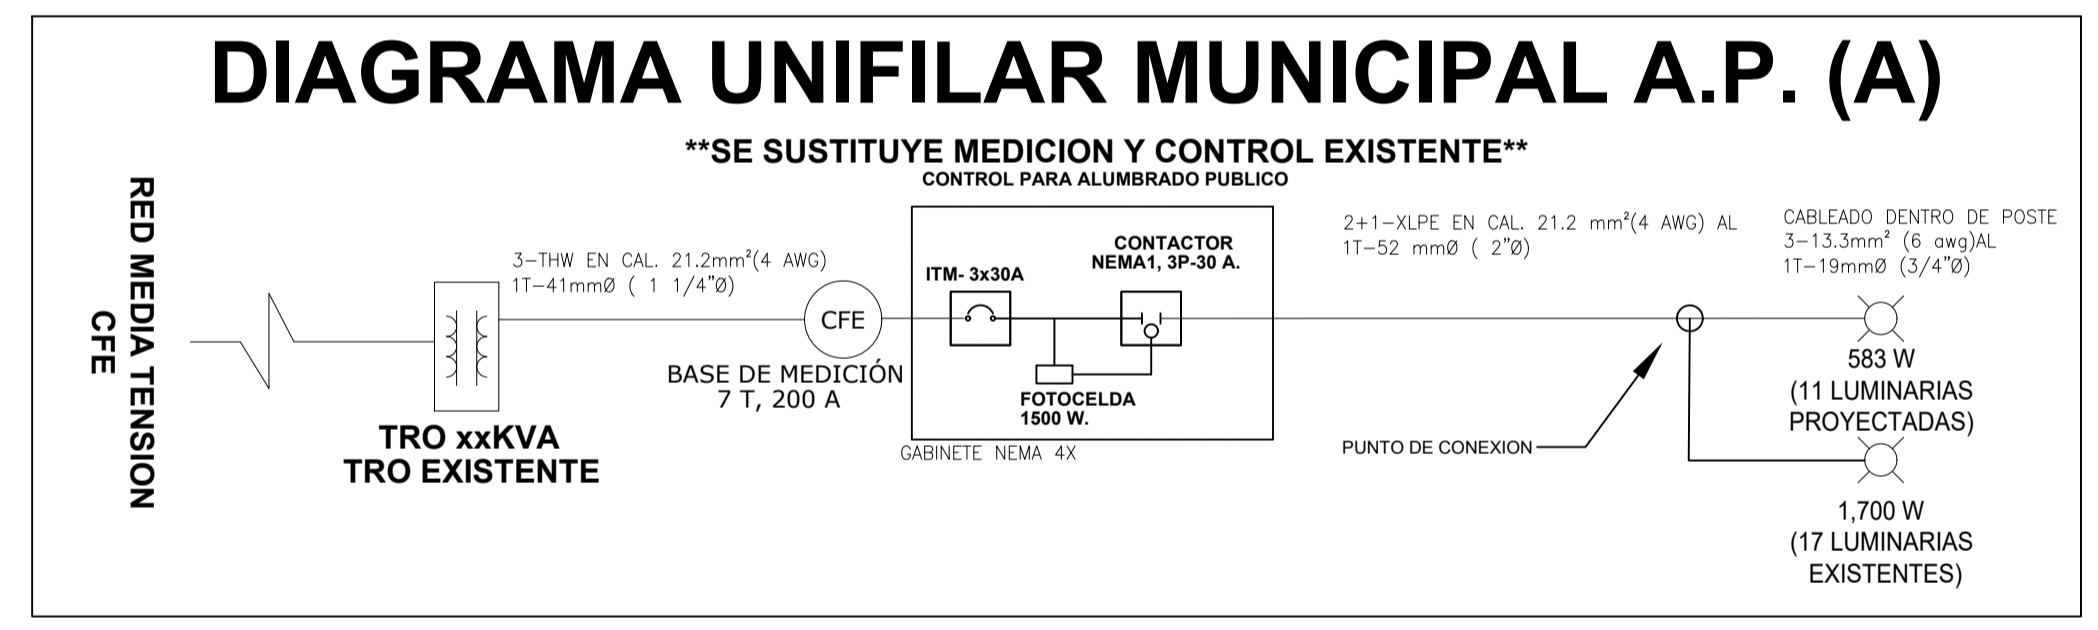 DIAGRAMA UNIFILAR MUNICIPAL A.P. (A)
**SE SUSTITUYE MEDICION Y CONTROL EXISTENTE**
CONTROL PARA ALUMBRADO PUBLICO
RED MEDIA TENSION
CFE
3-THW EN CAL. 21.2mm²(4 AWG)
1T-41mmØ ( 1 1/4"Ø)
TRO xxKVA
TRO EXISTENTE
CFE
BASE DE MEDICIÓN
7 T, 200 A
ITM- 3x30A
CONTACTOR
NEMA1, 3P-30 A.
FOTOCELDA
1500 W.
GABINETE NEMA 4X
2+1-XLPE EN CAL. 21.2 mm²(4 AWG) AL
1T-52 mmØ ( 2"Ø)
PUNTO DE CONEXION
CABLEADO DENTRO DE POSTE
3-13.3mm² (6 awg)AL
1T-19mmØ (3/4"Ø)
583 W
(11 LUMINARIAS
PROYECTADAS)
1,700 W
(17 LUMINARIAS
EXISTENTES)